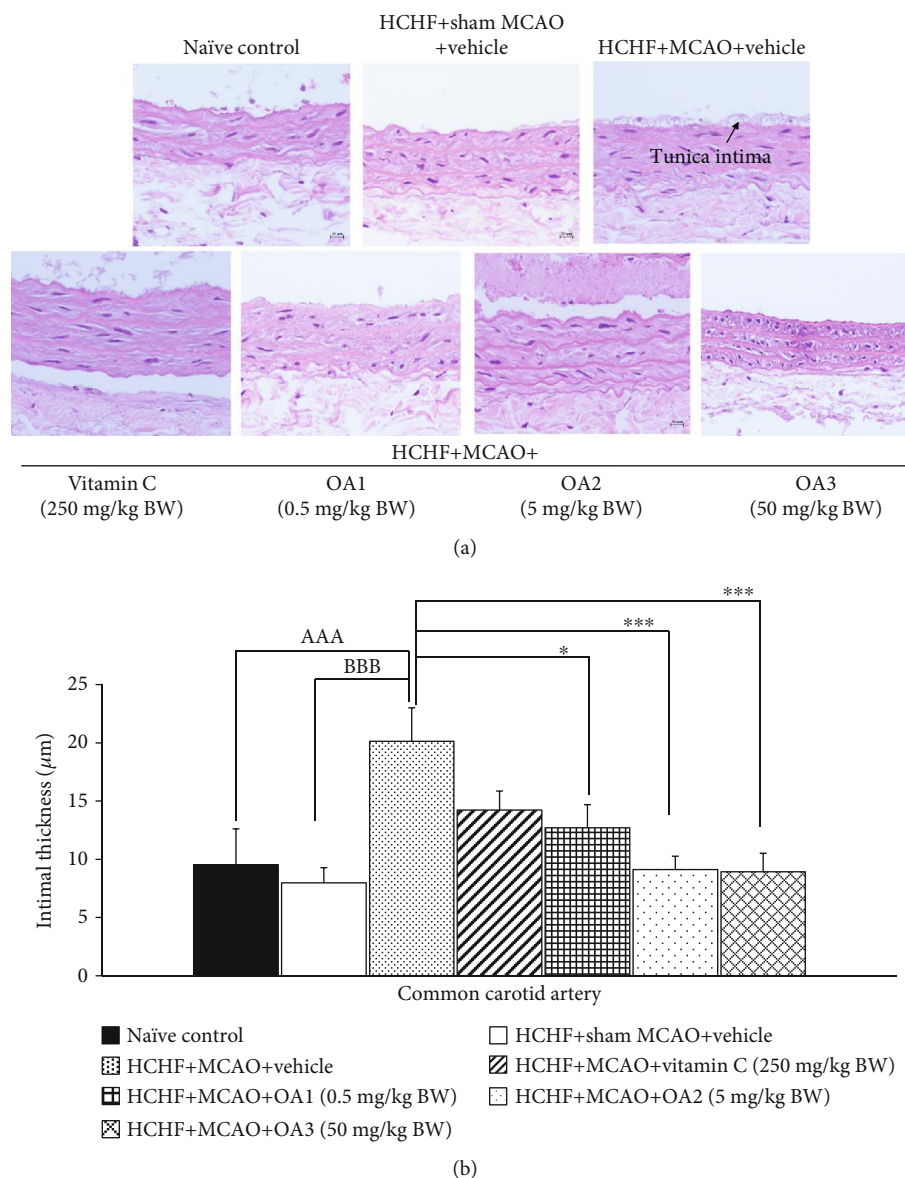 HCHF+sham MCAO
Naïve control +vehicle HCHF+MCAO+vehicle
Tunica intima
HCHF+MCAO+
Vitamin C OA1 OA2 OA3
(250 mg/kg BW) (0.5 mg/kg BW) (5 mg/kg BW) (50 mg/kg BW)
(a)
***
AAA ***
BBB *
25
20
15
10
5
0
Intimal thickness (μm)
Common carotid artery
Naïve control HCHF+sham MCAO+vehicle
HCHF+MCAO+vehicle HCHF+MCAO+vitamin C (250 mg/kg BW)
HCHF+MCAO+OA1 (0.5 mg/kg BW) HCHF+MCAO+OA2 (5 mg/kg BW)
HCHF+MCAO+OA3 (50 mg/kg BW)
(b)